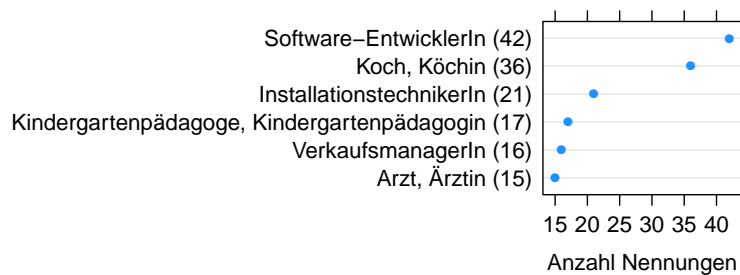 Software−EntwicklerIn (42)
Koch, Köchin (36)
InstallationstechnikerIn (21)
Kindergartenpädagoge, Kindergartenpädagogin (17)
VerkaufsmanagerIn (16)
Arzt, Ärztin (15)
15 20 25 30 35 40
Anzahl Nennungen